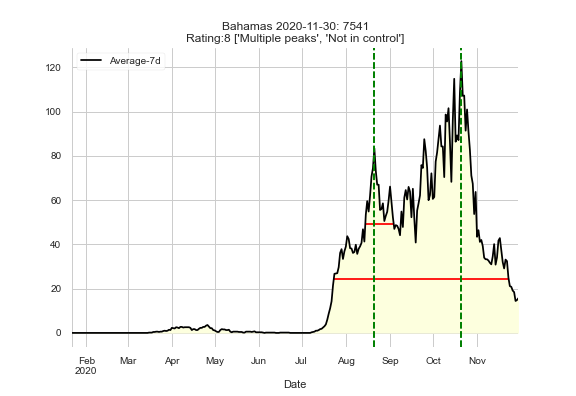 Bahamas 2020-11-30: 7541
Rating:8 ['Multiple peaks', 'Not in control']
Average-7d
120
100
80
60
40
20
0
Feb Mar Apr May Jun Jul Aug Sep Oct Nov
2020
Date